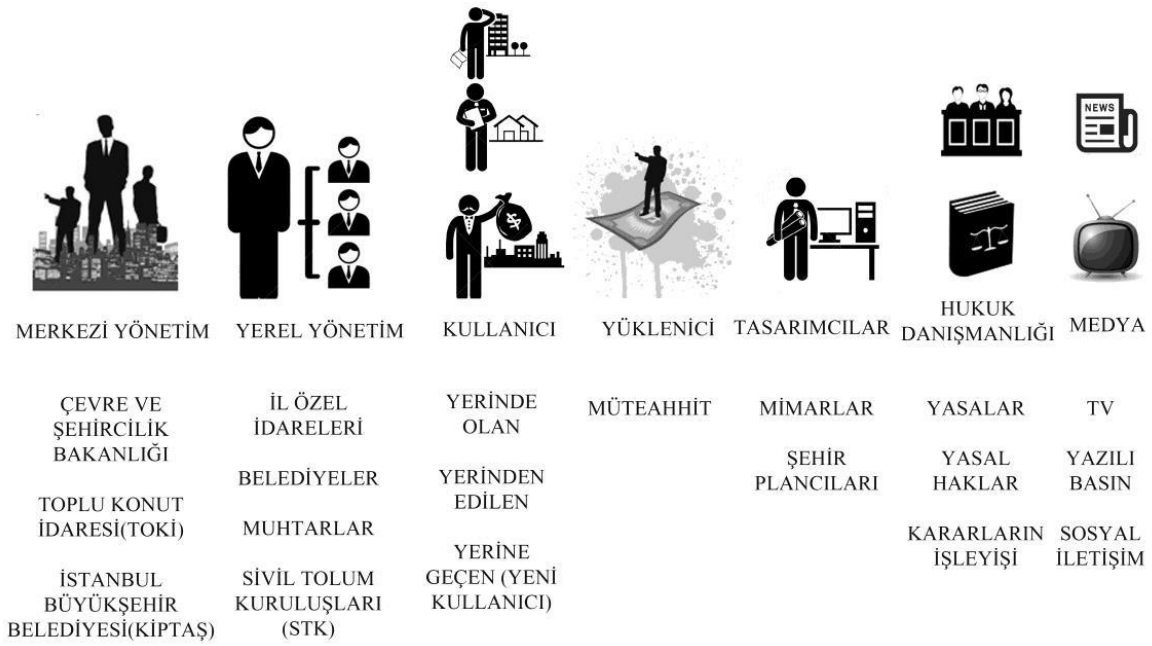 NEWS
MERKEZİ YÖNETİM
ÇEVRE VE
ŞEHİRCİLİK
BAKANLIĞI
TOPLU KONUT
İDARESİ(TOKİ)
İSTANBUL
BÜYÜKŞEHİR
BELEDİYESİ(KİPTAŞ)
YEREL YÖNETİM
İL ÖZEL
İDARELERİ
BELEDİYELER
MUHTARLAR
SİVİL TOLUM
KURULUŞLARI
(STK)
KULLANICI
YERİNDE
OLAN
YERİNDEN
EDİLEN
YERİNE
GEÇEN (YENİ
KULLANICI)
YÜKLENİCİ
MÜTEAHHİT
TASARIMCILAR
MİMARLAR
ŞEHİR
PLANCILARI
HUKUK
DANIŞMANLIĞI
YASALAR
YASAL
HAKLAR
KARARLARIN
İŞLEYİŞİ
MEDYA
TV
YAZILI
BASIN
SOSYAL
İLETİŞİM